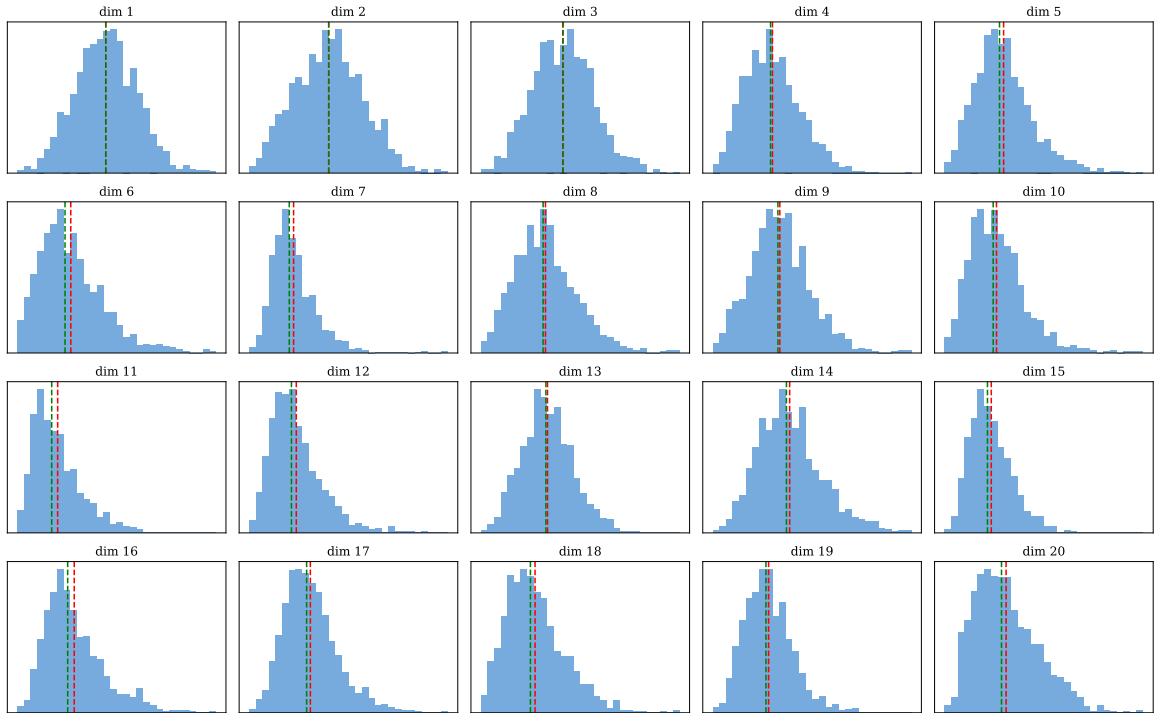 dim 1
dim 2
dim 3
dim 4
dim 5
dim 6
dim 7
dim 8
dim 9
dim 10
dim 11
dim 12
dim 13
dim 14
dim 15
dim 16
dim 17
dim 18
dim 19
dim 20